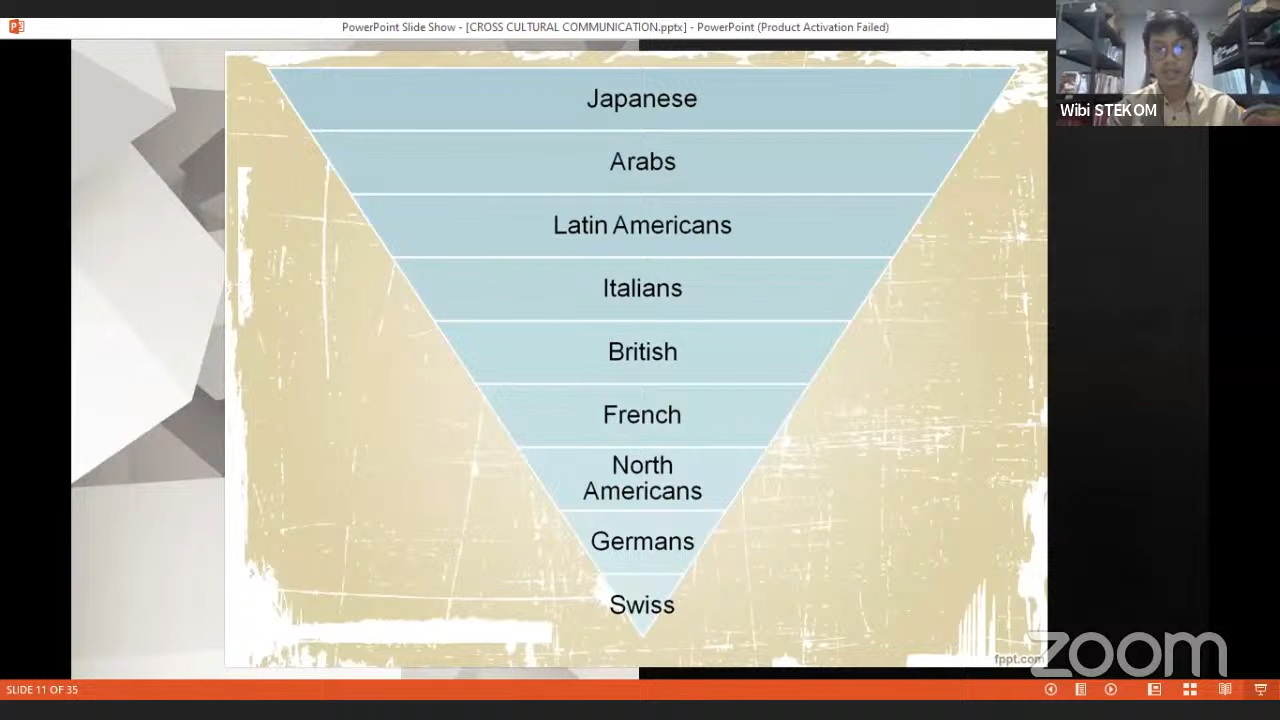 PowerPoint Slide Show - [CROSS CULTURAL COMMUNICATION.pptx] - PowerPoint (Product Activation Failed)
Wibi STEKOM
Japanese
Arabs
Latin Americans
Italians
British
French
North
Americans
Germans
Swiss
fppt.com
zoom
SLIDE 11 OF 35